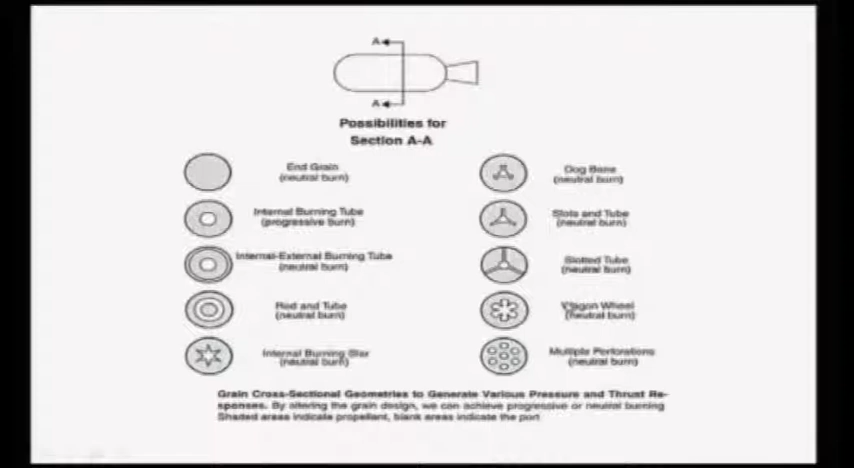 A
A
Possibilities for
Section A-A
End Grain
(neutral burn)
Internal Burning Tube
(progressive burn)
Internal-External Burning Tube
(neutral burn)
Rod and Tube
(neutral burn)
Internal Burning Star
(neutral burn)
Dog Bone
(neutral burn)
Slots and Tube
(neutral burn)
Slotted Tube
(neutral burn)
Wagon Wheel
(neutral burn)
Multiple Perforations
(neutral burn)
Grain Cross-Sectional Geometries to Generate Various Pressure and Thrust Re-
sponses. By altering the grain design, we can achieve progressive or neutral burning
Shaded areas indicate propellant, blank areas indicate the port